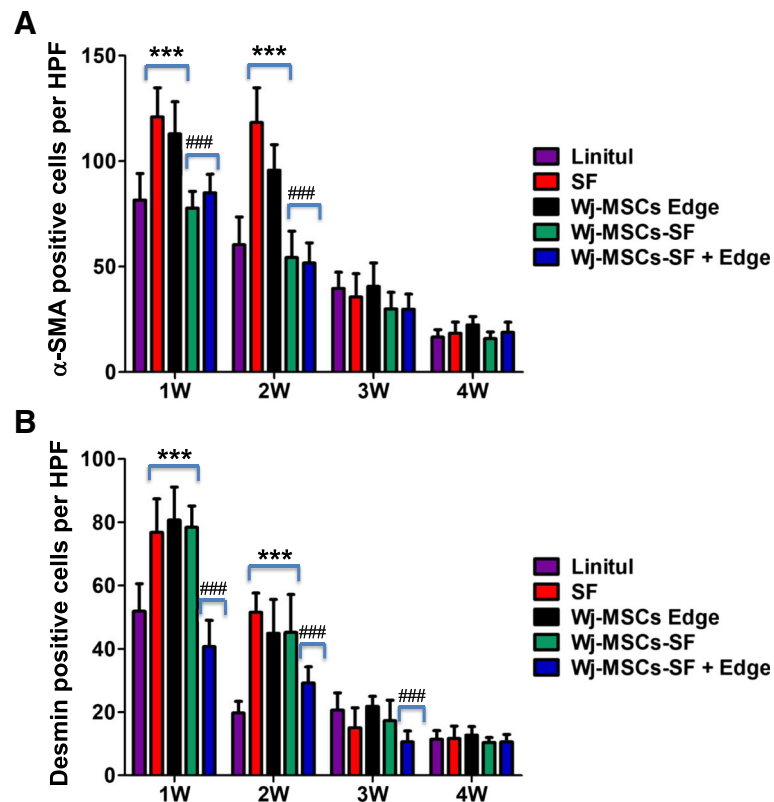 A
α-SMA positive cells per HPF
150
100
50
0
***
***
###
###
1W 2W 3W 4W
Linitul
SF
Wj-MSCs Edge
Wj-MSCs-SF
Wj-MSCs-SF + Edge
B
Desmin positive cells per HPF
100
80
60
40
20
0
***
###
***
###
###
1W 2W 3W 4W
Linitul
SF
Wj-MSCs Edge
Wj-MSCs-SF
Wj-MSCs-SF + Edge